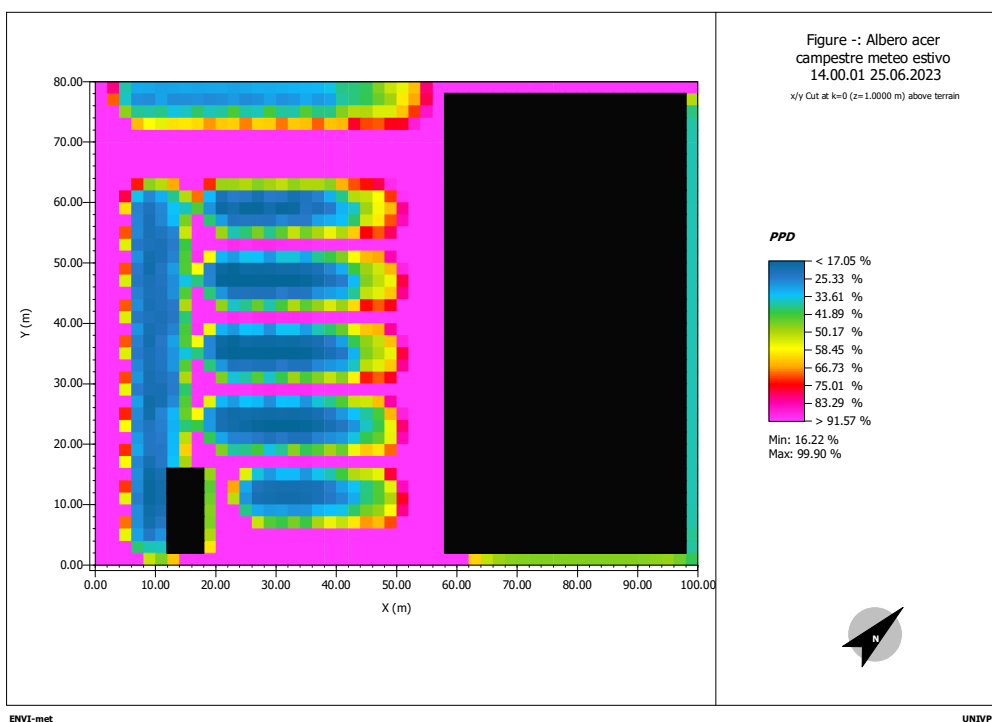 Figure -: Albero acer
campestre meteo estivo
14.00.01 25.06.2023
x/y Cut at k=0 (z=1.0000 m) above terrain
80.00
70.00
60.00
50.00
40.00
30.00
20.00
10.00
0.00
Y (m)
0.00 10.00 20.00 30.00 40.00 50.00 60.00 70.00 80.00 90.00 100.00
X (m)
PPD
< 17.05 %
25.33 %
33.61 %
41.89 %
50.17 %
58.45 %
66.73 %
75.01 %
83.29 %
> 91.57 %
Min: 16.22 %
Max: 99.90 %
N
ENVI-met
UNIVP